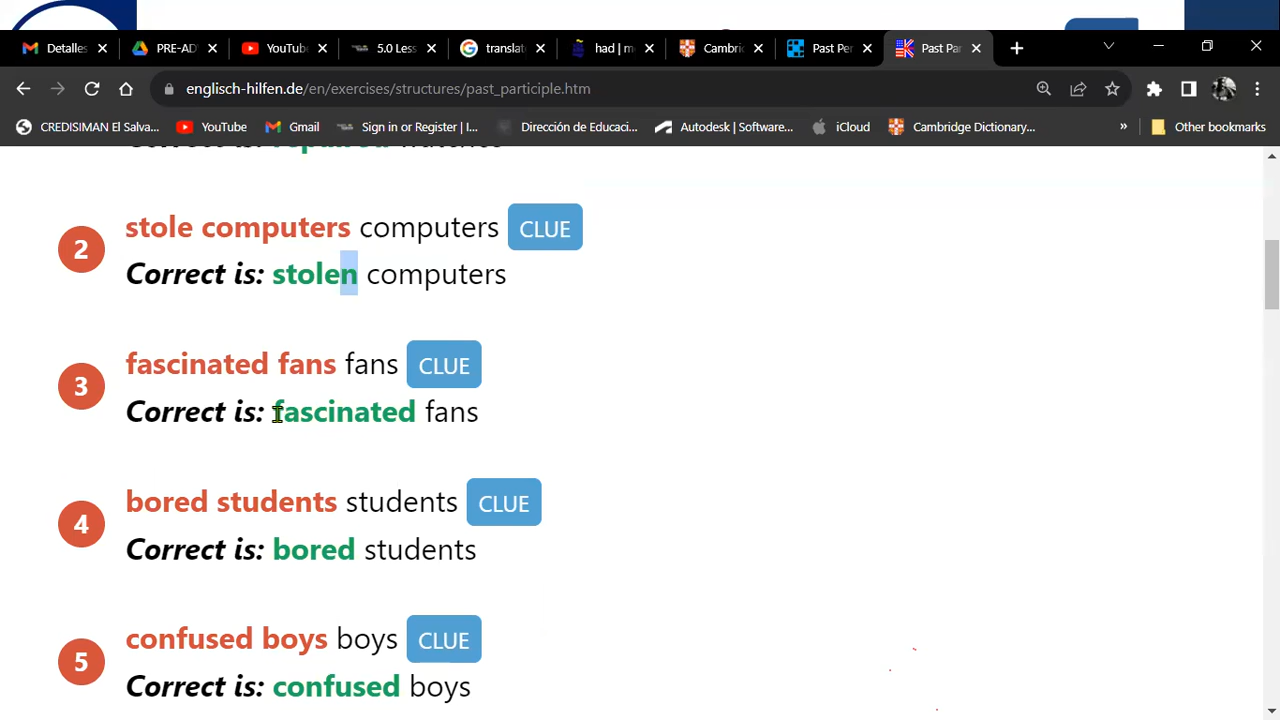 Detalles
PRE-AD
YouTube
5.0 Less
translat
had | m
Cambric
Past Per
Past Par
englisch-hilfen.de/en/exercises/structures/past_participle.htm
CREDISIMAN El Salva...
YouTube
Gmail
Sign in or Register | I...
Dirección de Educaci...
Autodesk | Software...
iCloud
Cambridge Dictionary...
»
Other bookmarks
2
stole computers computers CLUE
Correct is: stolen computers
3
fascinated fans fans CLUE
Correct is: fascinated fans
4
bored students students CLUE
Correct is: bored students
5
confused boys boys CLUE
Correct is: confused boys